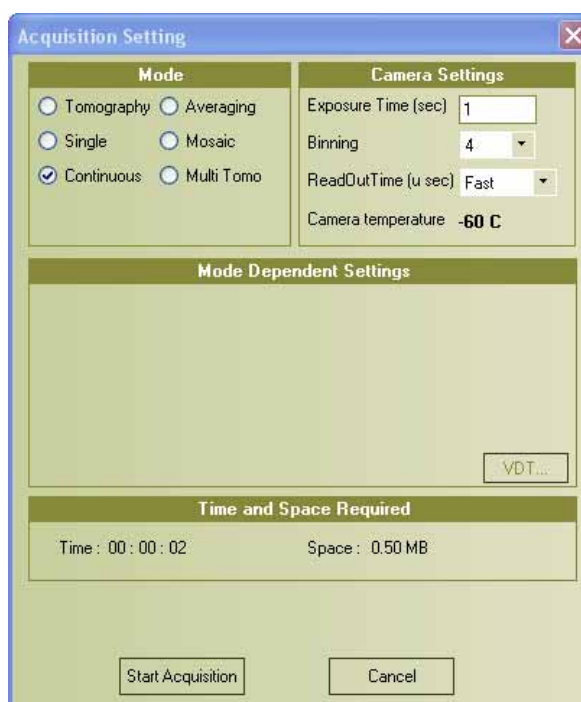 Acquisition Setting
Mode
Tomography Averaging
Single Mosaic
Continuous Multi Tomo
Camera Settings
Exposure Time (sec) 1
Binning 4
ReadOutTime (u sec) Fast
Camera temperature -60 C
Mode Dependent Settings
VDT...
Time and Space Required
Time : 00 : 00 : 02 Space : 0.50 MB
Start Acquisition Cancel